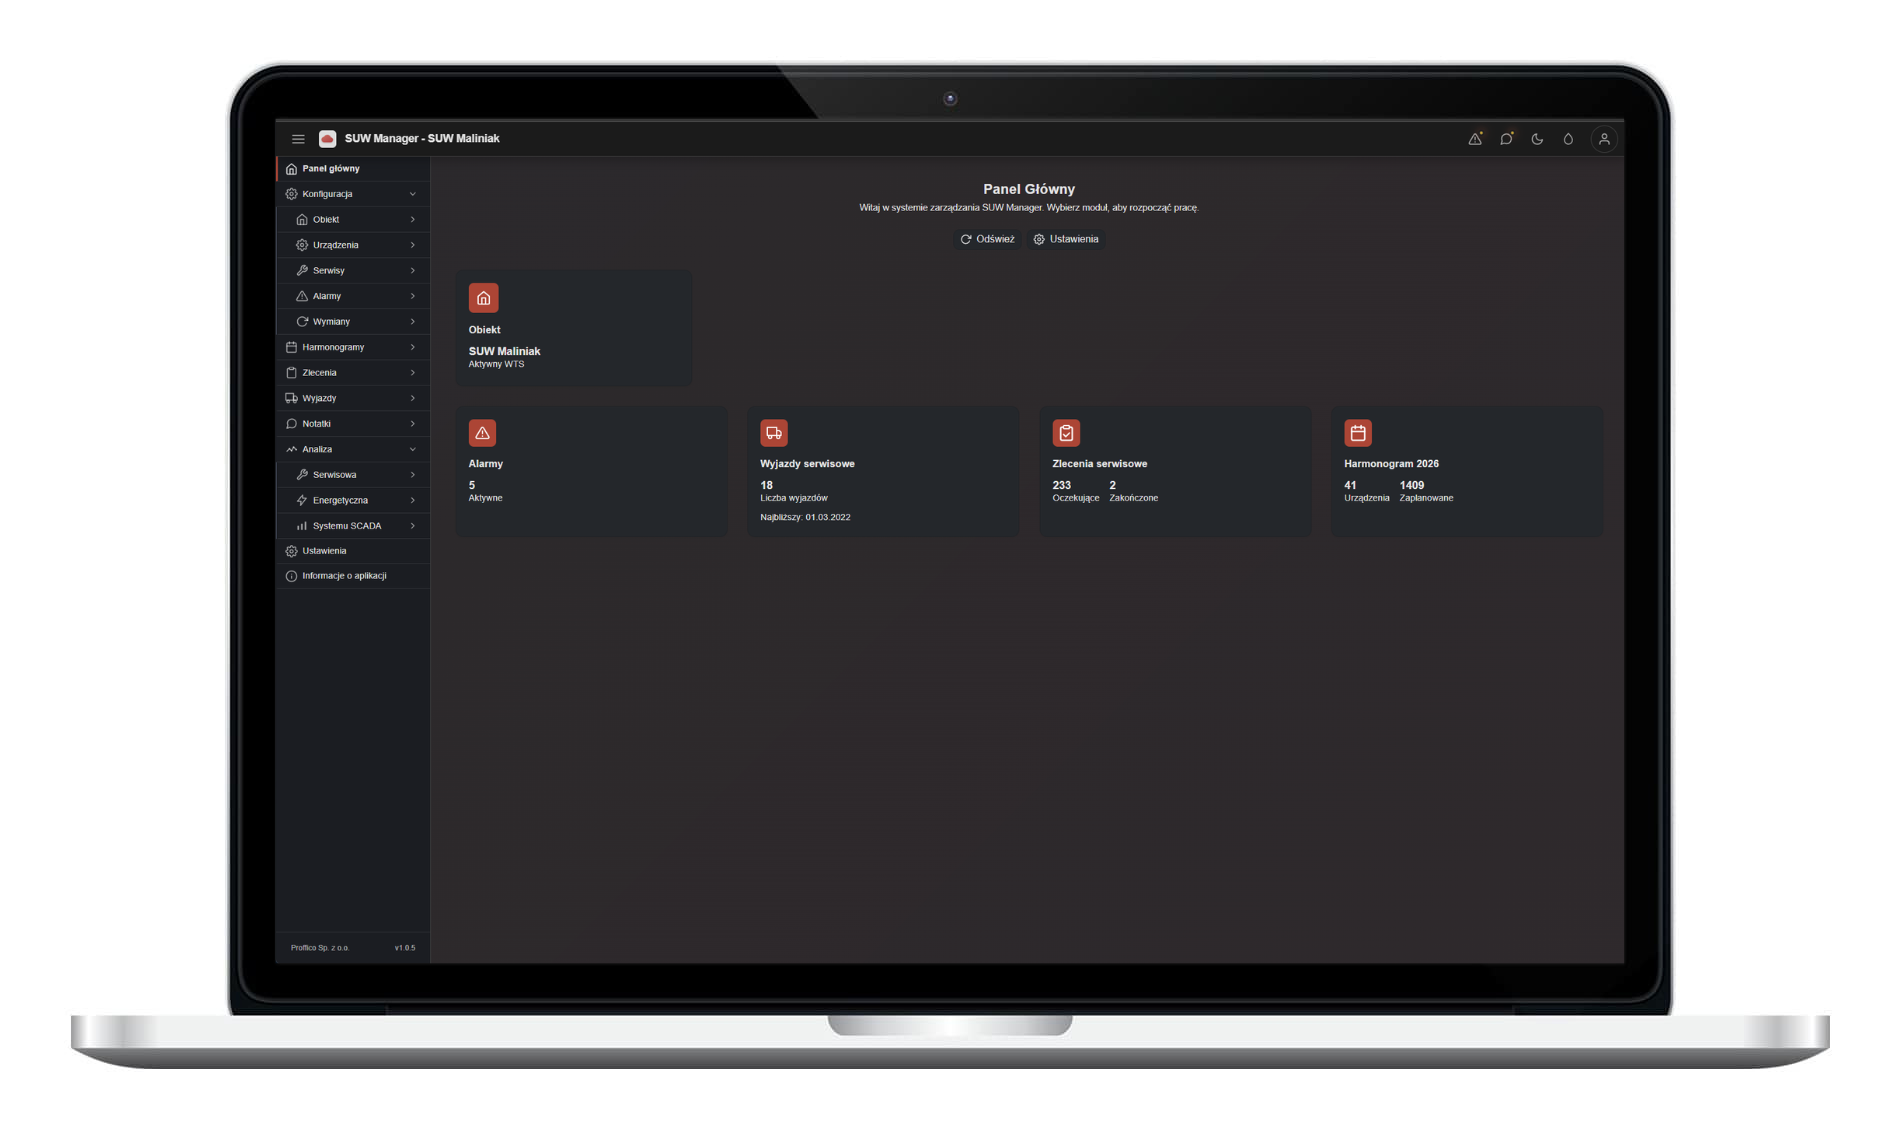 SUW Manager - SUW Maliniak
Panel główny
Konfiguracja
Obiekt
Urządzenia
Serwisy
Alarmy
Wymiany
Harmonogramy
Zlecenia
Wyjazdy
Notatki
Analiza
Serwisowa
Energetyczna
Systemu SCADA
Ustawienia
Informacje o aplikacji
Proffico Sp. z o.o. v1.0.5
Panel Główny
Witaj w systemie zarządzania SUW Manager. Wybierz moduł, aby rozpocząć pracę.
Odśwież Ustawienia
Obiekt
SUW Maliniak
Aktywny WTS
Alarmy
5
Aktywne
Wyjazdy serwisowe
18
Liczba wyjazdów
Najbliższy: 01.03.2022
Zlecenia serwisowe
233 2
Oczekujące Zakończone
Harmonogram 2026
41 1409
Urządzenia Zaplanowane